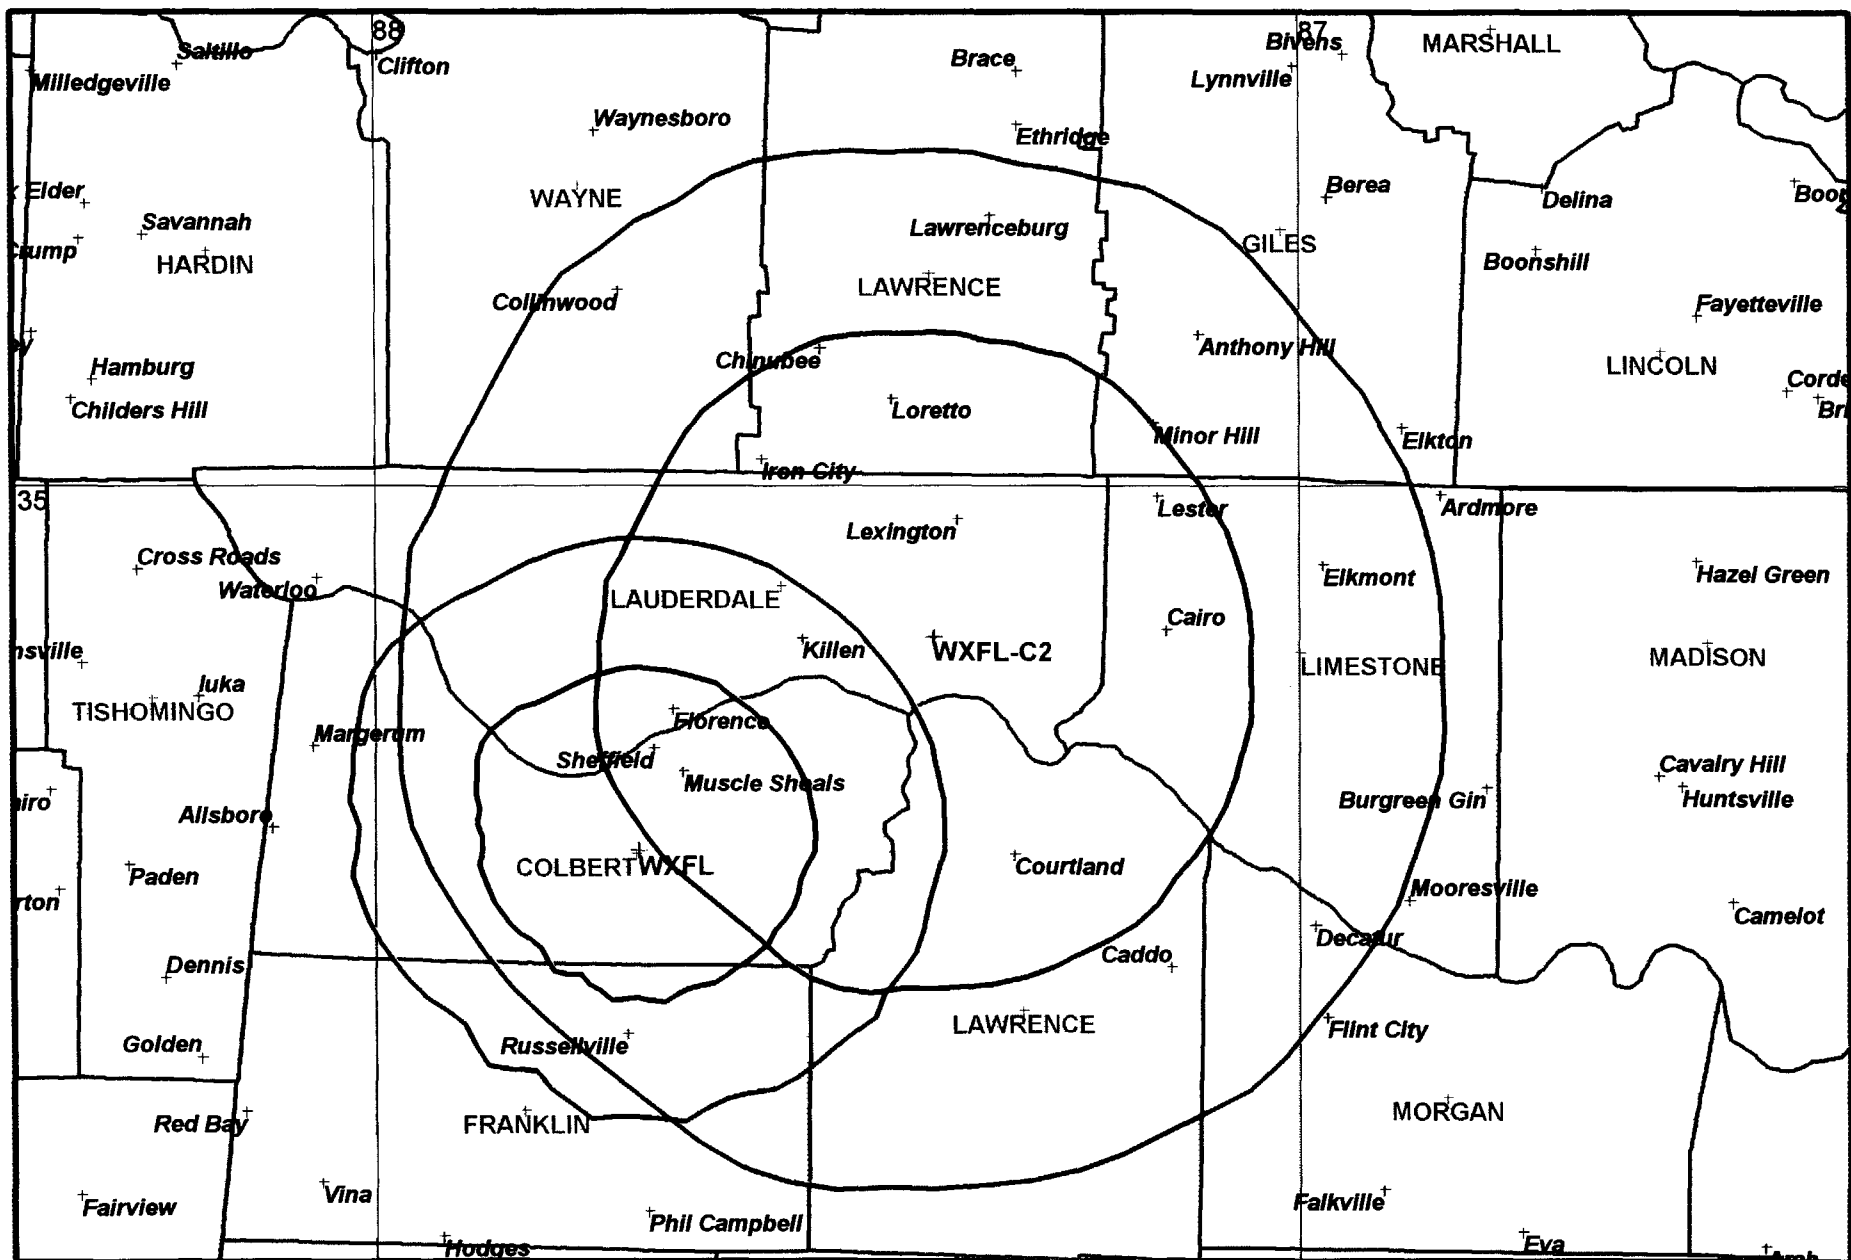 88
87
Saltillo
Bivens
MARSHALL
Milledgeville
Clifton
Brace
Lynnville
Waynesboro
Ethridge
Elder
WAYNE
Berea
Delina
Savannah
Lawrenceburg
GILES
HARDIN
Boonshill
LAWRENCE
Collinwood
Fayetteville
Anthony Hill
Hamburg
Chinubee
LINCOLN
Childers Hill
Loretto
Minor Hill
Elkton
Iron City
35
Lester
Ardmore
Lexington
Cross Roads
Waterloo
LAUDERDALE
Elkmont
Hazel Green
Cairo
Killen
WXFL-C2
LIMESTONE
MADISON
Iuka
TISHOMINGO
Margerum
Florence
Sheffield
Muscle Shoals
Cavalry Hill
Burgreen Gin
Huntsville
Allsboro
COLBERT
WXFL
Courtland
Paden
Mooresville
Camelot
Decatur
Dennis
Caddo
LAWRENCE
Flint City
Golden
Russellville
Red Bay
FRANKLIN
MORGAN
Vina
Fairview
Phil Campbell
Falkville
Hodges
Eva